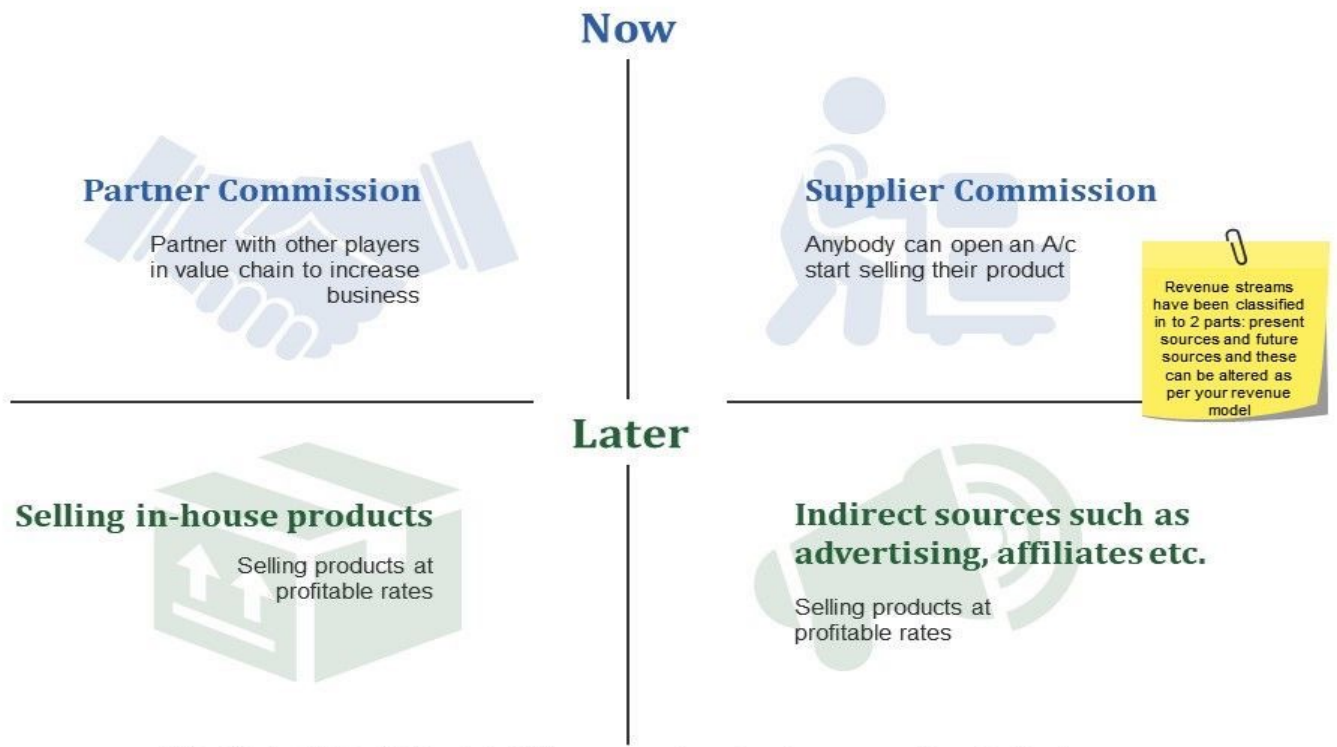 Now
Partner Commission
Partner with other players
in value chain to increase
business
Supplier Commission
Anybody can open an A/c
start selling their product
Revenue streams
have been classified
in to 2 parts: present
sources and future
sources and these
can be altered as
per your revenue
model
Later
Selling in-house products
Selling products at
profitable rates
Indirect sources such as
advertising, affiliates etc.
Selling products at
profitable rates